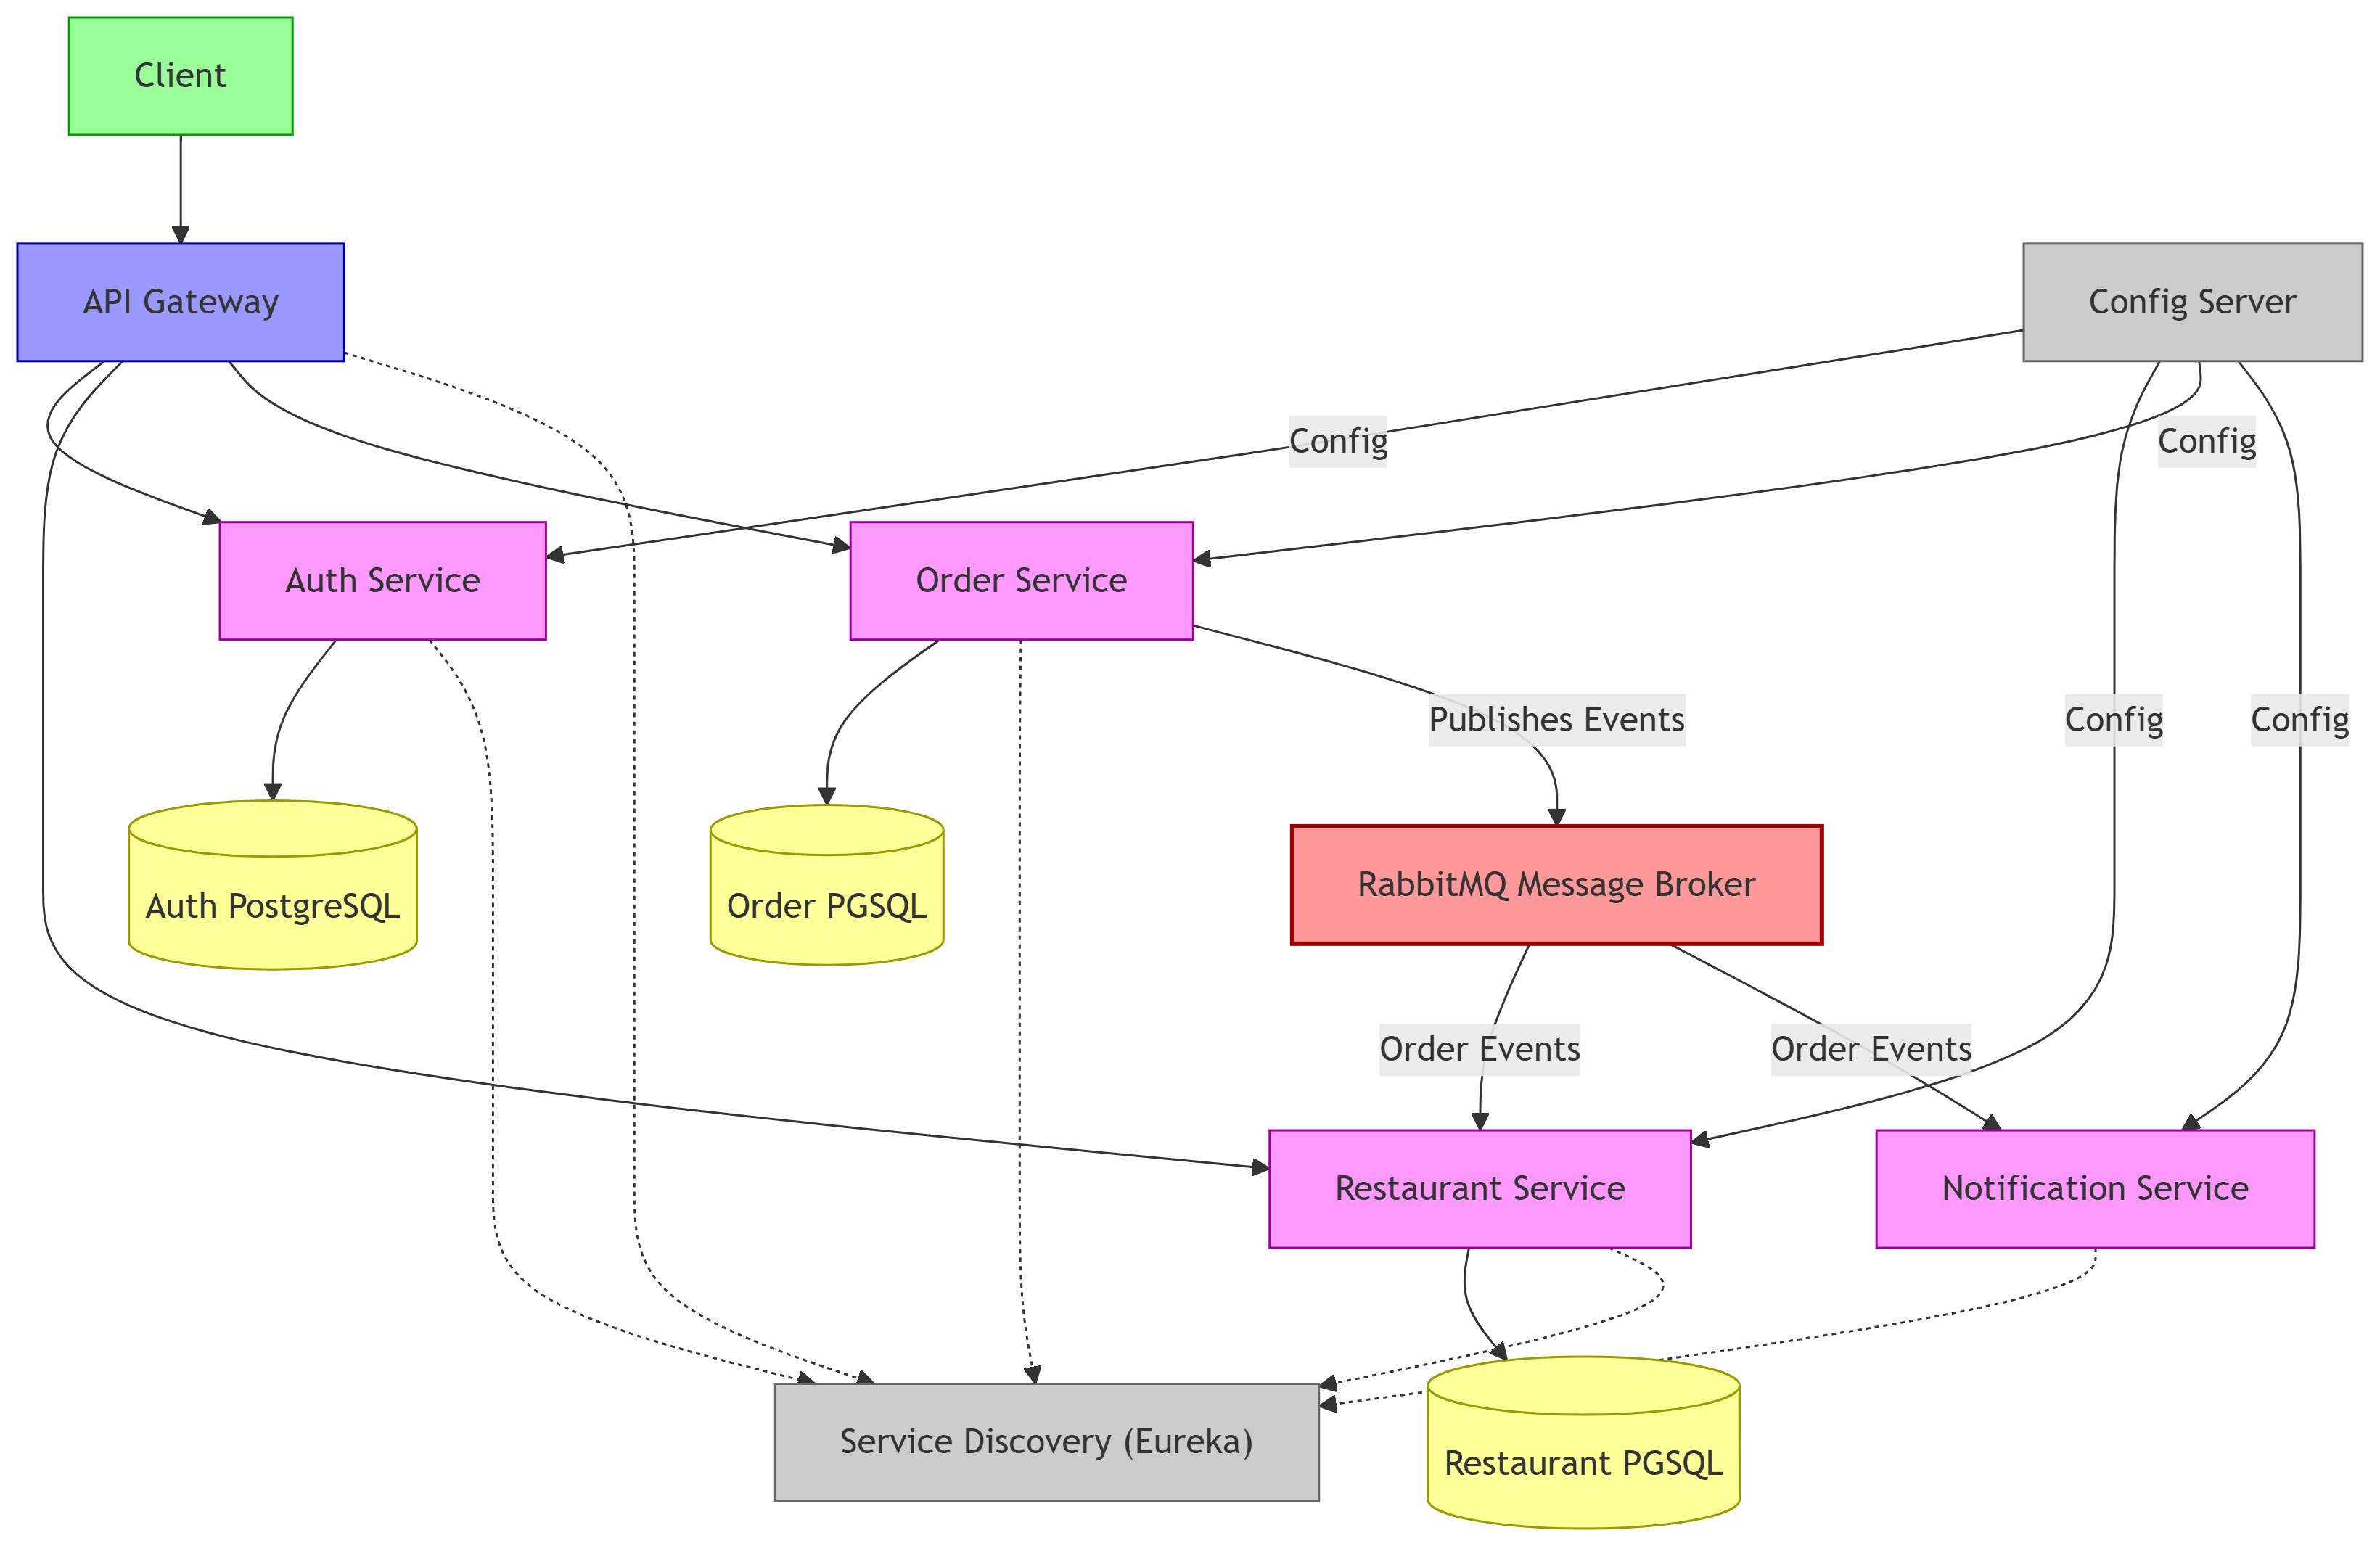 Client
API Gateway
Config Server
Config
Config
Auth Service
Order Service
Publishes Events
Config
Config
Auth PostgreSQL
Order PGSQL
RabbitMQ Message Broker
Order Events
Order Events
Restaurant Service
Notification Service
Service Discovery (Eureka)
Restaurant PGSQL